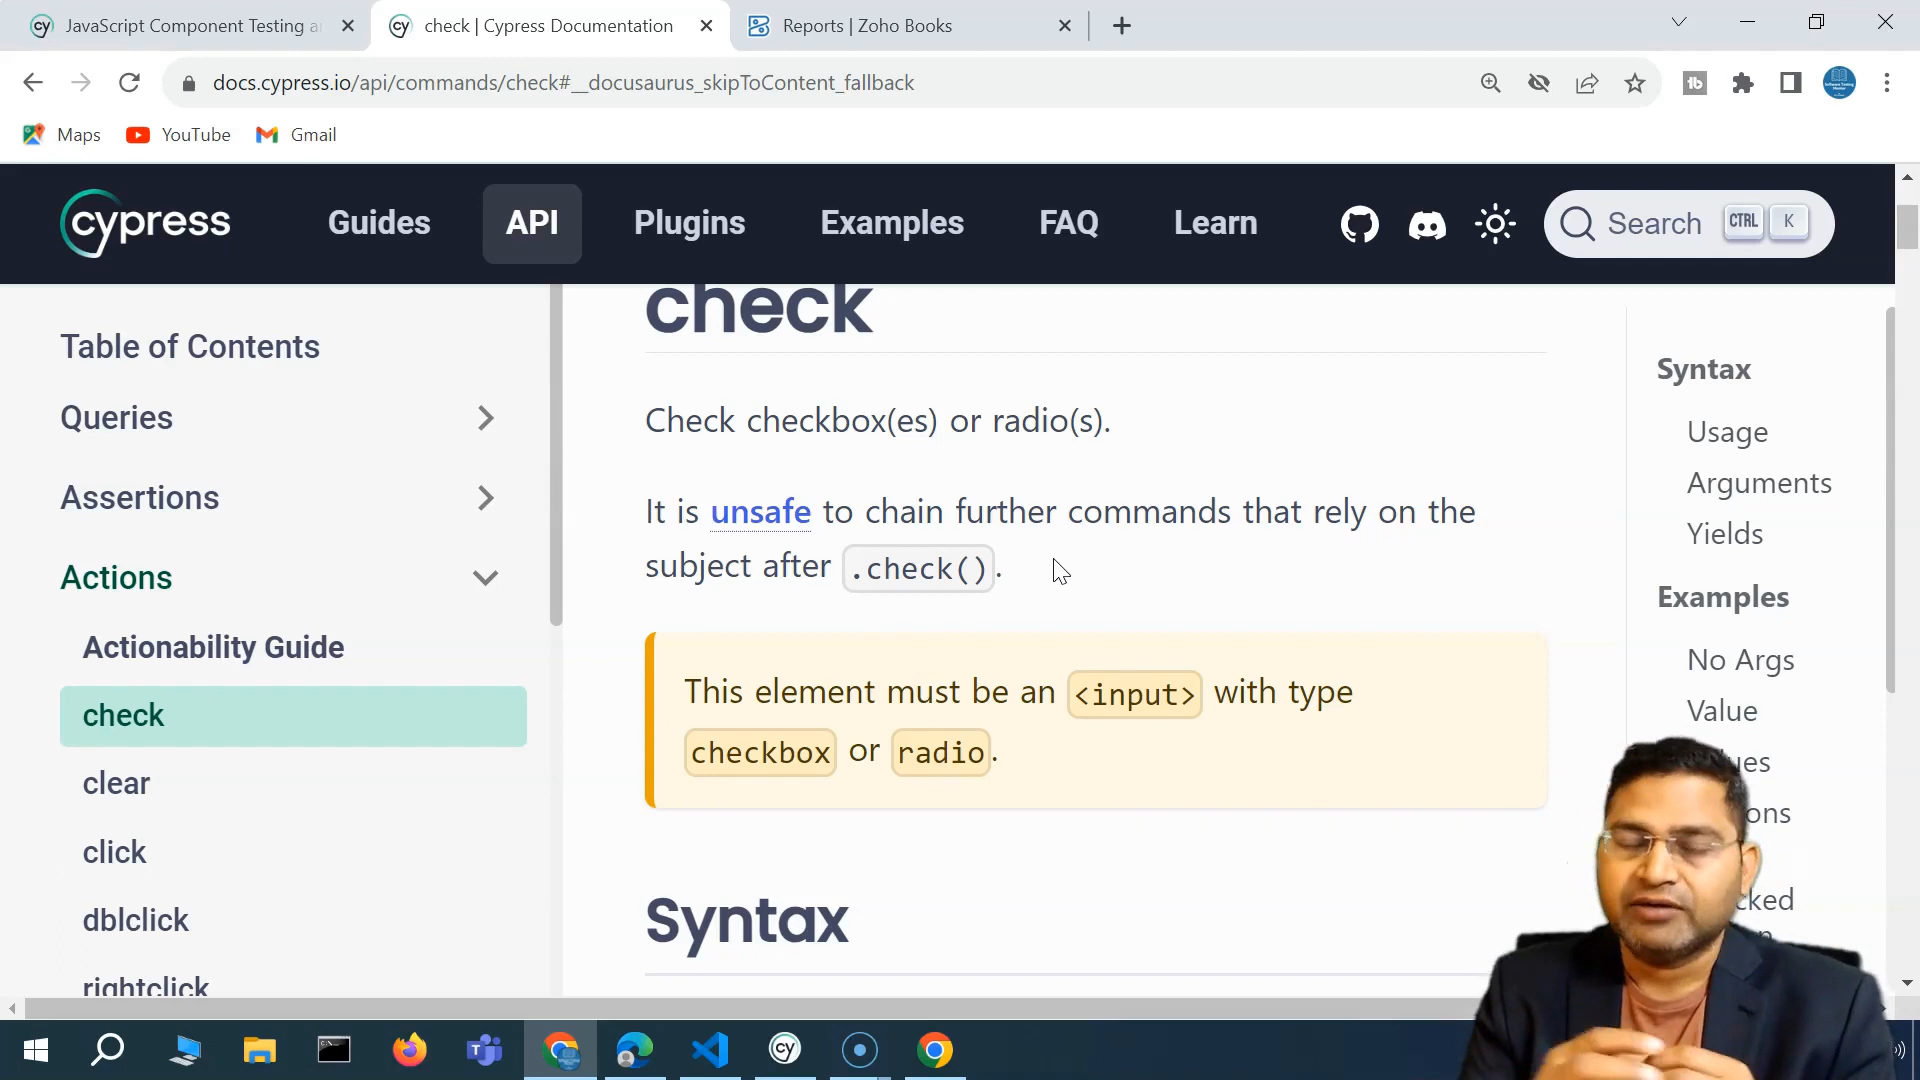 JavaScript Component Testing a
check | Cypress Documentation
Reports | Zoho Books
docs.cypress.io/api/commands/check#__docusaurus_skipToContent_fallback
Maps
YouTube
Gmail
cypress
Guides
API
Plugins
Examples
FAQ
Learn
Search
CTRL
K
Table of Contents
Queries
Assertions
Actions
Actionability Guide
check
clear
click
dblclick
rightclick
check
Check checkbox(es) or radio(s).
It is unsafe to chain further commands that rely on the
subject after .check().
This element must be an <input> with type
checkbox or radio.
Syntax
Syntax
Usage
Arguments
Yields
Examples
No Args
Value